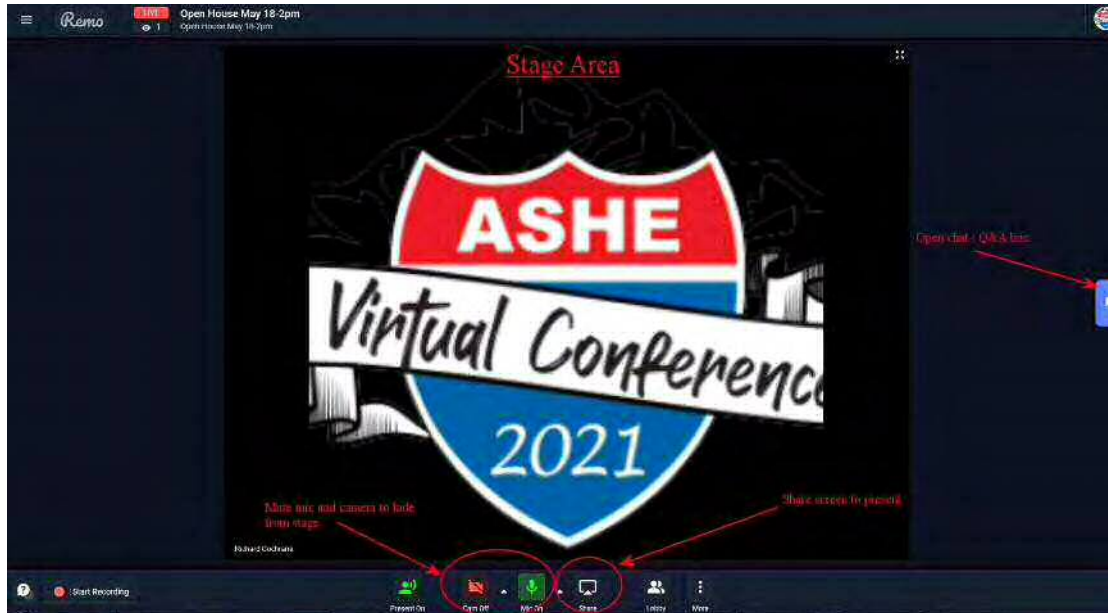 Remo
LIVE
1
Open House May 18-2pm
Open House May 18-2pm
Stage Area
ASHE
Virtual Conference
2021
Open chat / Q&A here
Mute mic and camera to hide
from stage
Share screen to present
Richard Cochrane
Start Recording
Present On
Cam Off
Mic On
Share
Lobby
More